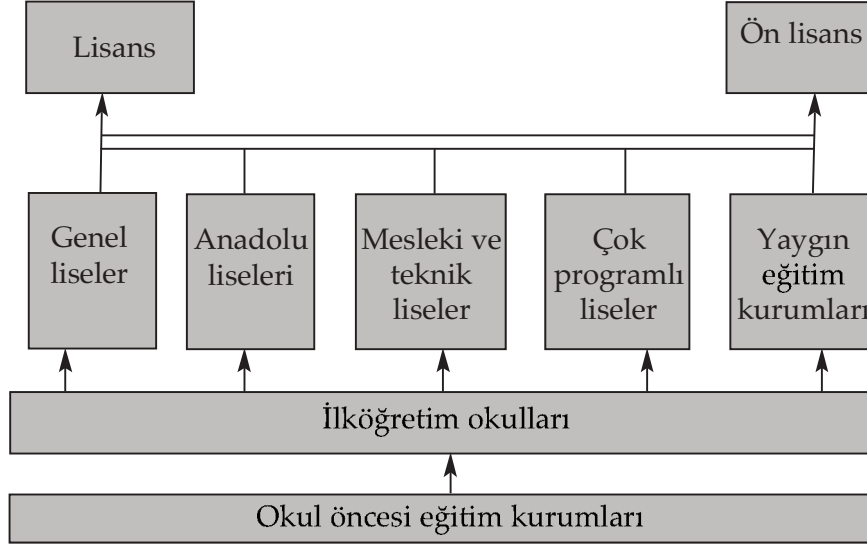 Lisans
Ön lisans
Genel
liseler
Anadolu
liseleri
Mesleki ve
teknik
liseler
Çok
programlı
liseler
Yaygın
eğitim
kurumları
İlköğretim okulları
Okul öncesi eğitim kurumları